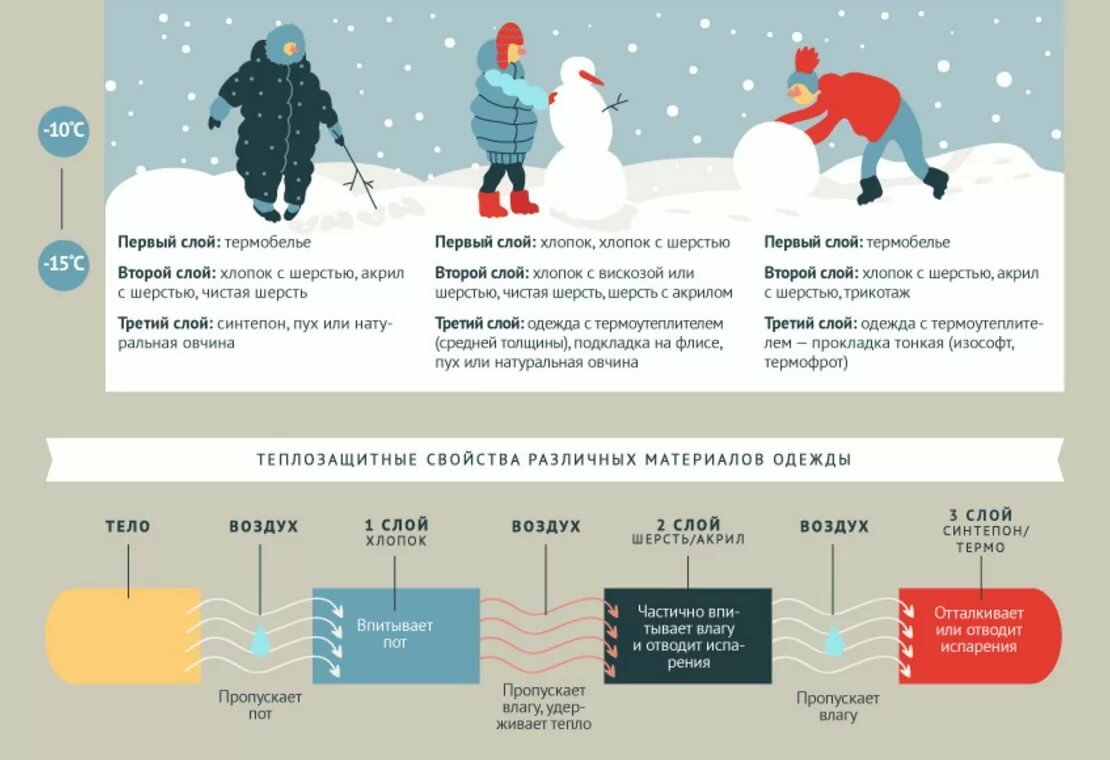 -10°C
-15°C
Первый слой: термобелье
Второй слой: хлопок с шерстью, акрил
с шерстью, чистая шерсть
Третий слой: синтепон, пух или нату-
ральная овчина
Первый слой: хлопок, хлопок с шерстью
Второй слой: хлопок с вискозой или
шерстью, чистая шерсть, шерсть с акрилом
Третий слой: одежда с термоутеплителем
(средней толщины), подкладка на флисе,
пух или натуральная овчина
Первый слой: термобелье
Второй слой: хлопок с шерстью, акрил
с шерстью, трикотаж
Третий слой: одежда с термоутеплите-
лем — прокладка тонкая (изософт,
термофрот)
ТЕПЛОЗАЩИТНЫЕ СВОЙСТВА РАЗЛИЧНЫХ МАТЕРИАЛОВ ОДЕЖДЫ
ТЕЛО
ВОЗДУХ
Пропускает
пот
1 СЛОЙ
ХЛОПОК
Впитывает
пот
ВОЗДУХ
Пропускает
влагу, удер-
живает тепло
2 СЛОЙ
ШЕРСТЬ/АКРИЛ
Частично впи-
тывает влагу
и отводит испа-
рения
ВОЗДУХ
Пропускает
влагу
3 СЛОЙ
СИНТЕПОН/
ТЕРМО
Отталкивает
или отводит
испарения